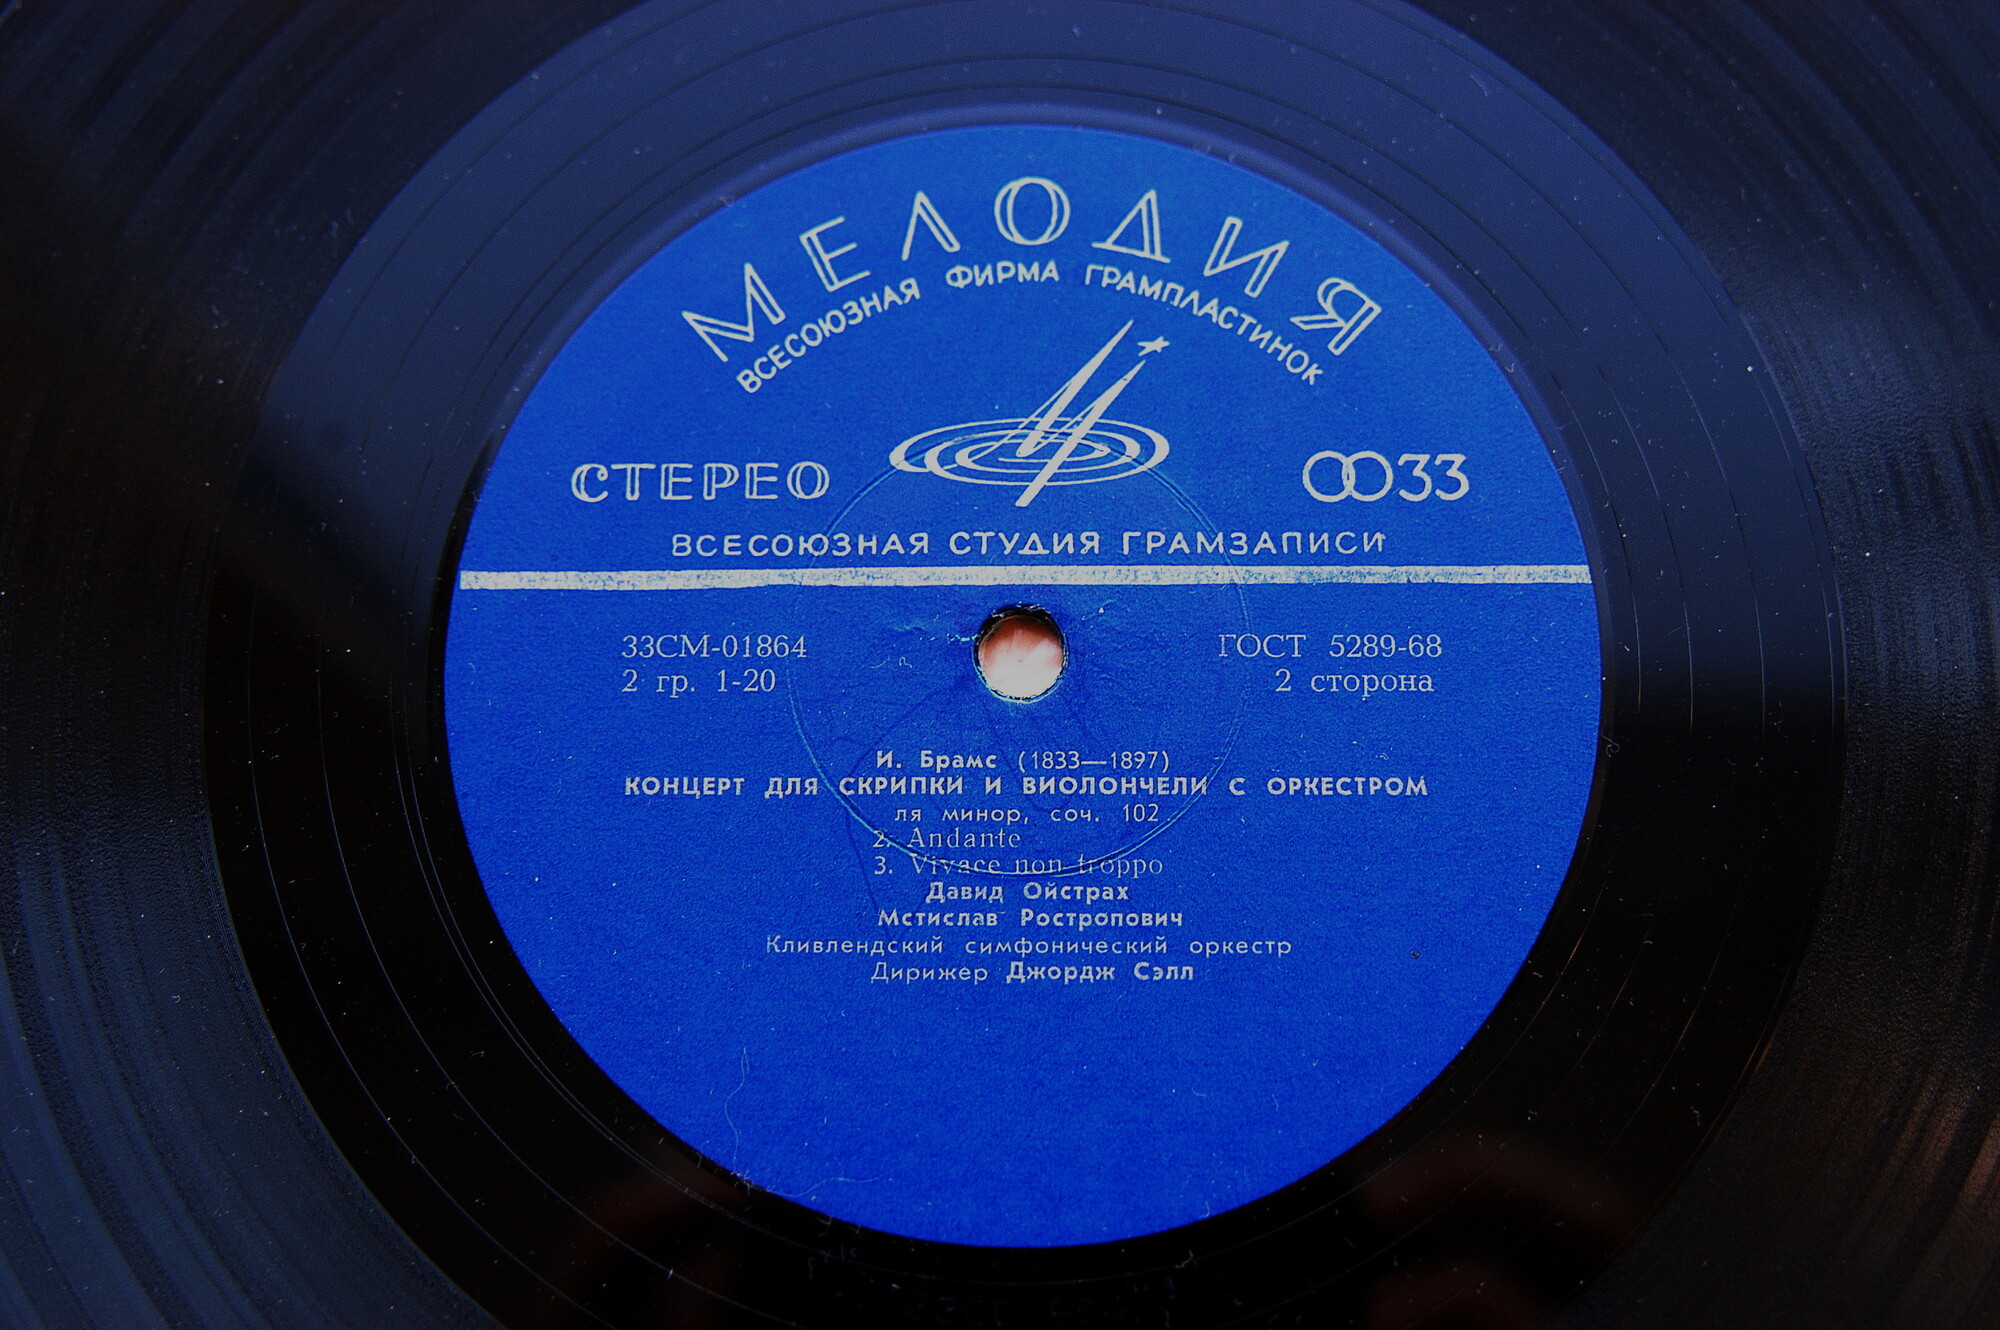 МЕЛОДИЯ
ВСЕСОЮЗНАЯ ФИРМА ГРАМПЛАСТИНОК
СТЕРЕО
ОО33
ВСЕСОЮЗНАЯ СТУДИЯ ГРАМЗАПИСИ
33СМ-01864
ГОСТ 5289-68
2 гр. 1-20
2 сторона
И. Брамс (1833—1897)
КОНЦЕРТ ДЛЯ СКРИПКИ И ВИОЛОНЧЕЛИ С ОРКЕСТРОМ
ля минор, соч. 102
2. Andante
3. Vivace non troppo
Давид Ойстрах
Мстислав Ростропович
Кливлендский симфонический оркестр
Дирижер Джордж Сэлл